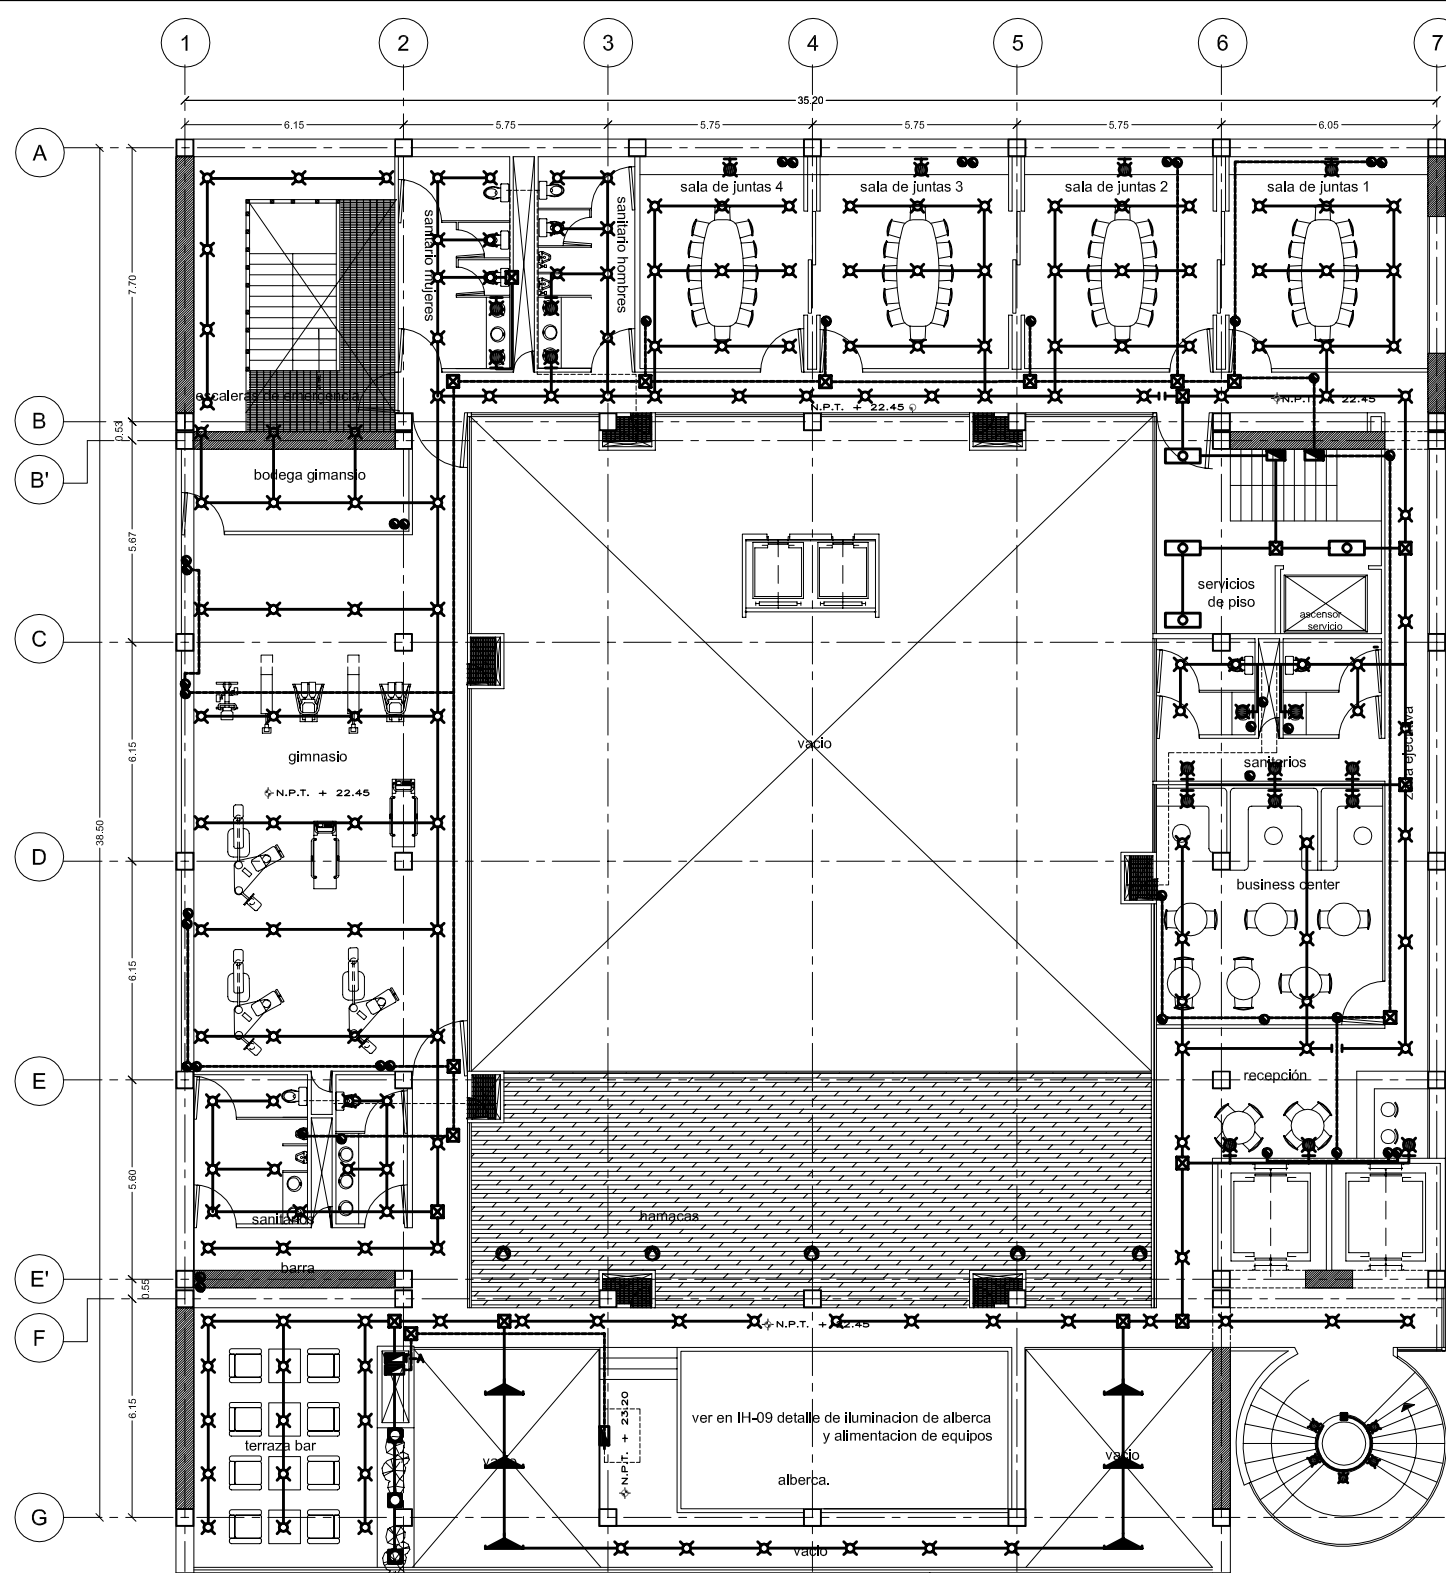 1 2 3 4 5 6 7
35.20
6.15 5.75 5.75 5.75 5.75 6.05
A
sala de juntas 4 sala de juntas 3 sala de juntas 2 sala de juntas 1
sanitario mujeres
sanitario hombres
7.70
escaleras de emergencia
B
N.P.T. + 22.45
N.P.T. + 22.45
0.53
B'
bodega gimansio
5.67
servicios
de piso
ascensor
servicio
C
6.15
gimnasio
vacio
sanitarios
zona ejecutiva
N.P.T. + 22.45
38.50
D
business center
6.15
E
recepción
5.60
sanitarios
hamacas
barra
E'
0.55
F
N.P.T. + 22.45
A
6.15
N.P.T. + 23.20
ver en IH-09 detalle de iluminacion de alberca
y alimentacion de equipos
terraza bar
vacio
vacio
alberca.
G
vacio